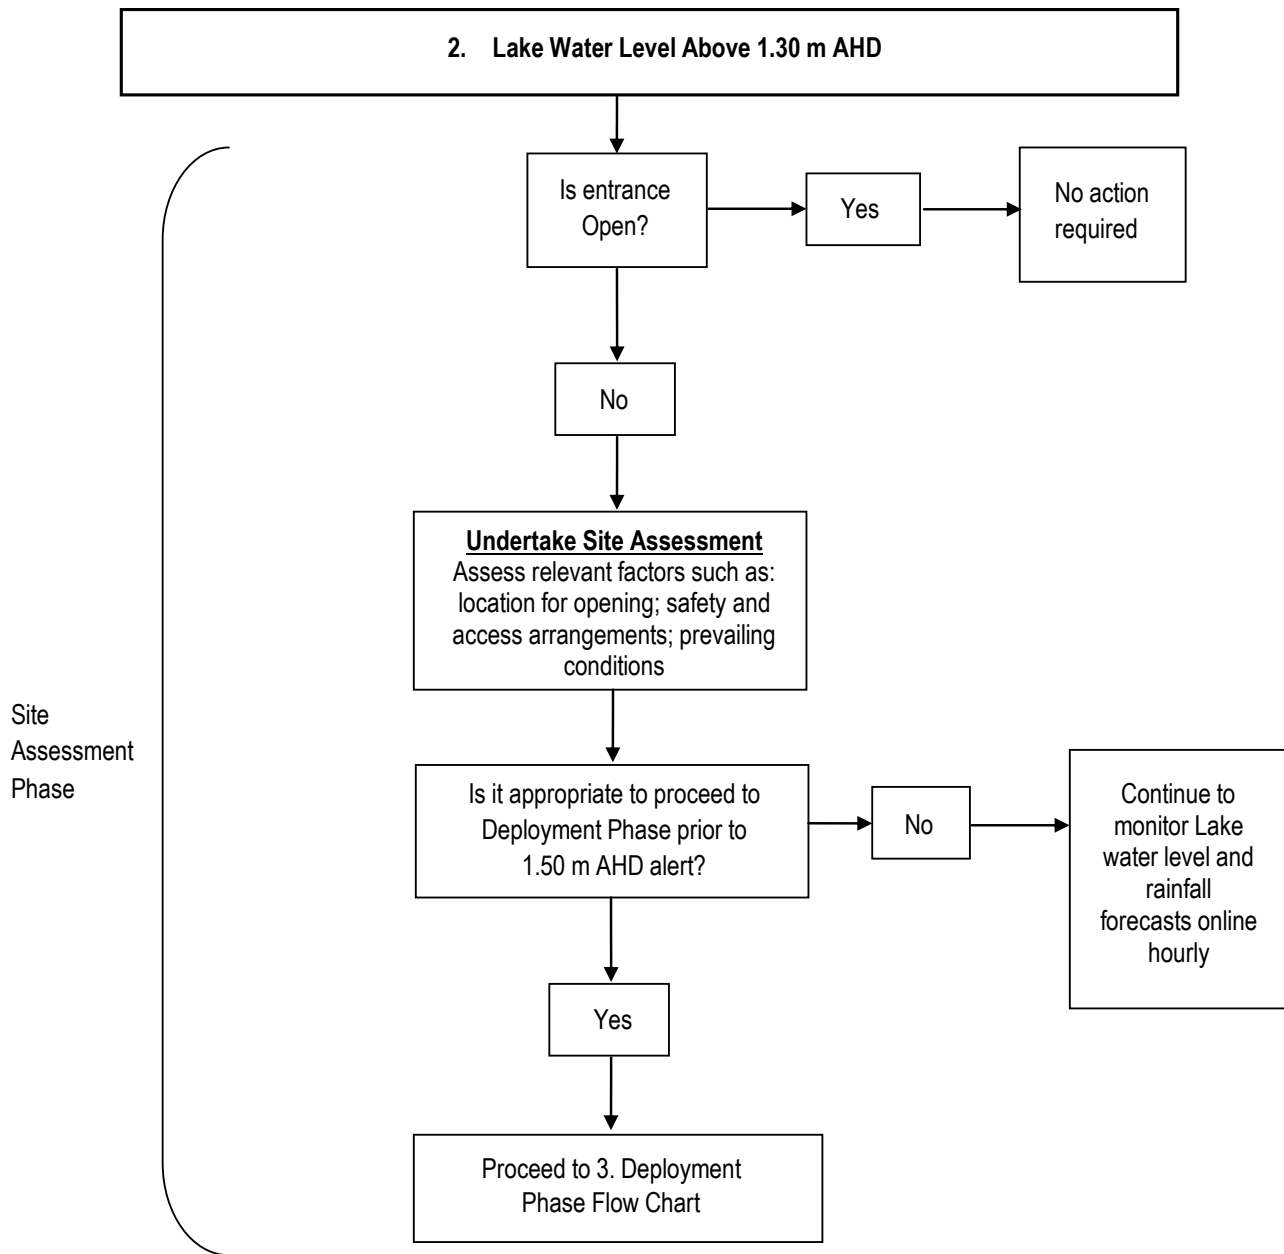 2. Lake Water Level Above 1.30 m AHD
Is entrance
Open?
Yes
No action
required
No
Undertake Site Assessment
Assess relevant factors such as:
location for opening; safety and
access arrangements; prevailing
conditions
Site
Assessment
Phase
Is it appropriate to proceed to
Deployment Phase prior to
1.50 m AHD alert?
No
Continue to
monitor Lake
water level and
rainfall
forecasts online
hourly
Yes
Proceed to 3. Deployment
Phase Flow Chart